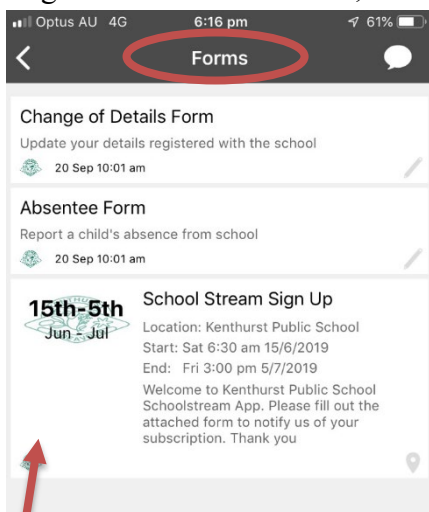 Optus AU 4G 6:16 pm 61%
Forms
Change of Details Form
Update your details registered with the school
20 Sep 10:01 am
Absentee Form
Report a child's absence from school
20 Sep 10:01 am
15th-5th
Jun - Jul
School Stream Sign Up
Location: Kenthurst Public School
Start: Sat 6:30 am 15/6/2019
End: Fri 3:00 pm 5/7/2019
Welcome to Kenthurst Public School
Schoolstream App. Please fill out the
attached form to notify us of your
subscription. Thank you